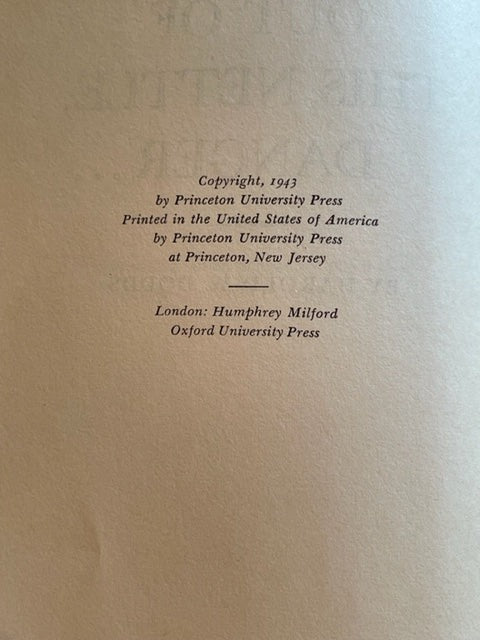 Copyright, 1943
by Princeton University Press
Printed in the United States of America
by Princeton University Press
at Princeton, New Jersey
London: Humphrey Milford
Oxford University Press